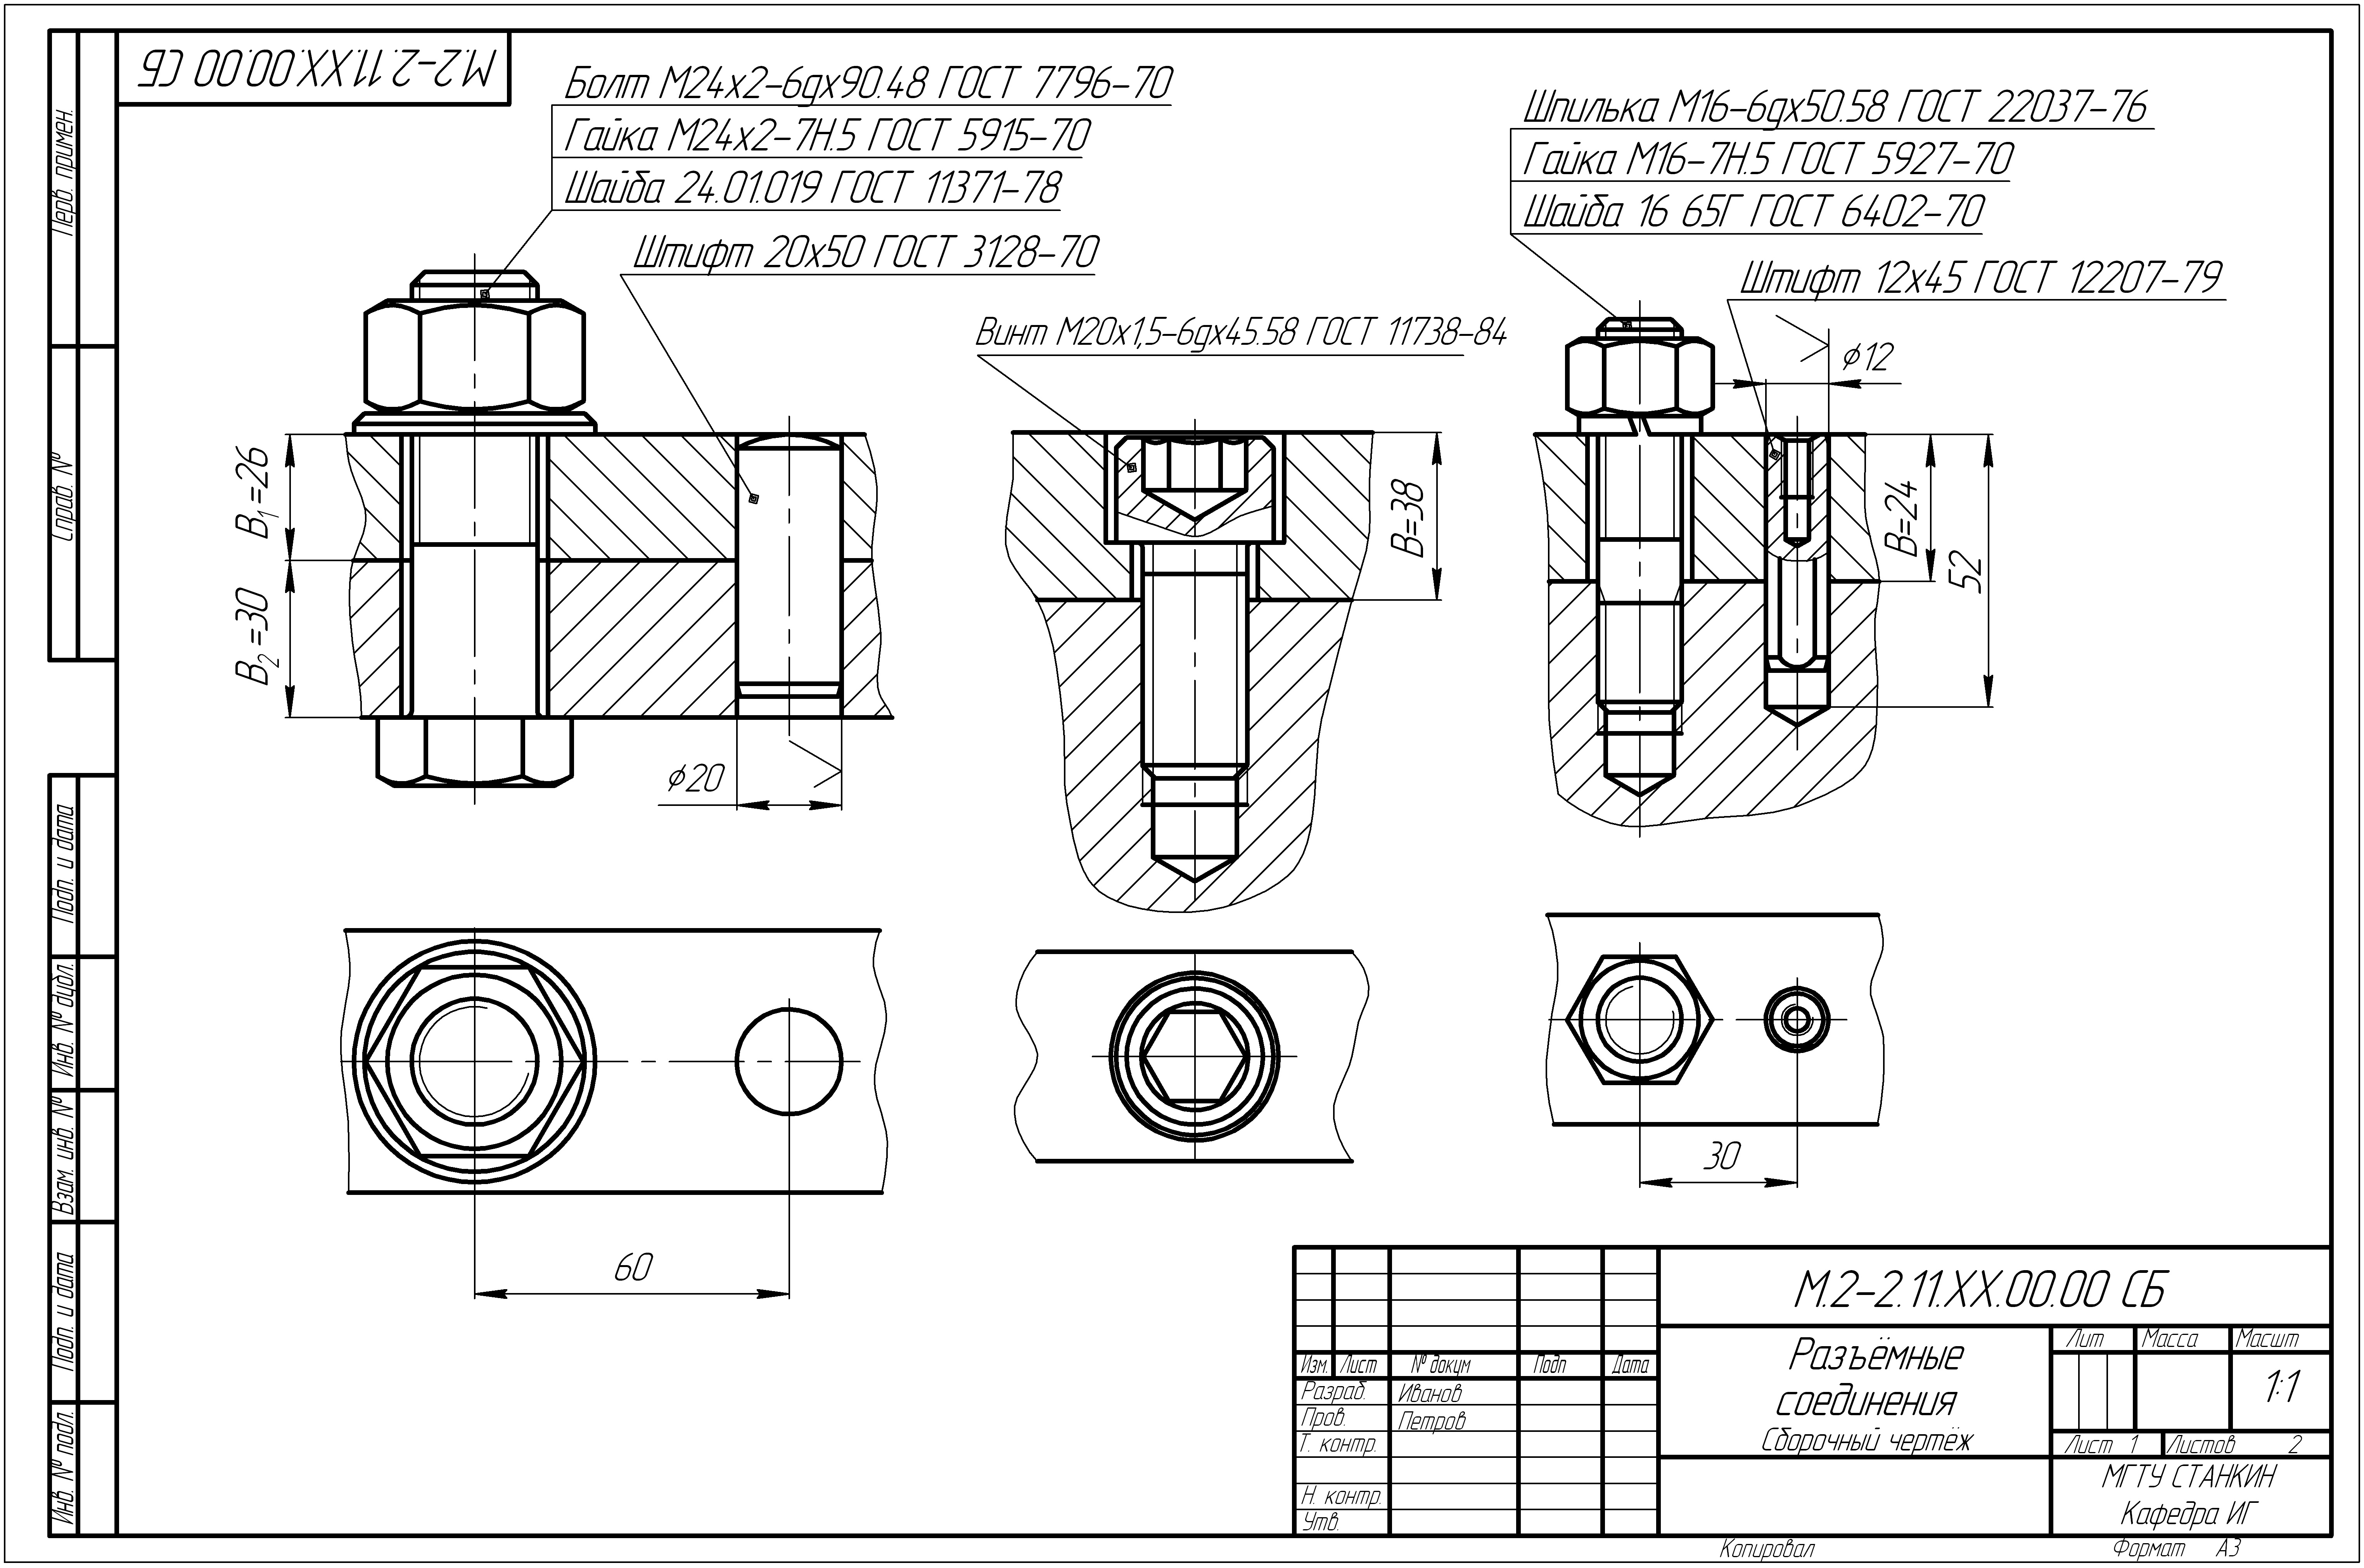 М.2-2.11.XX.00.00 СБ
Перв. примен.
Справ. №
Подп. и дата
Инв. № дубл.
Взам. инв. №
Подп. и дата
Инв. № подл.
Болт М24х2-6gх90.48 ГОСТ 7796-70
Гайка М24х2-7Н.5 ГОСТ 5915-70
Шайба 24.01.019 ГОСТ 11371-78
Штифт 20х50 ГОСТ 3128-70
Винт М20х1,5-6gх45.58 ГОСТ 11738-84
Шпилька М16-6gх50.58 ГОСТ 22037-76
Гайка М16-7Н.5 ГОСТ 5927-70
Шайба 16 65Г ГОСТ 6402-70
Штифт 12х45 ГОСТ 12207-79
⌀12
B1=26
B2=30
⌀20
B=38
B=24
52
60
30
М.2-2.11.XX.00.00 СБ
Разъёмные
соединения
Сборочный чертёж
Лит Масса Масшт
1:1
Лист 1 Листов 2
МГТУ СТАНКИН
Кафедра ИГ
Изм. Лист № докум Подп Дата
Разраб. Иванов
Пров. Петров
Т. контр.
Н. контр.
Утв.
Копировал
Формат А3